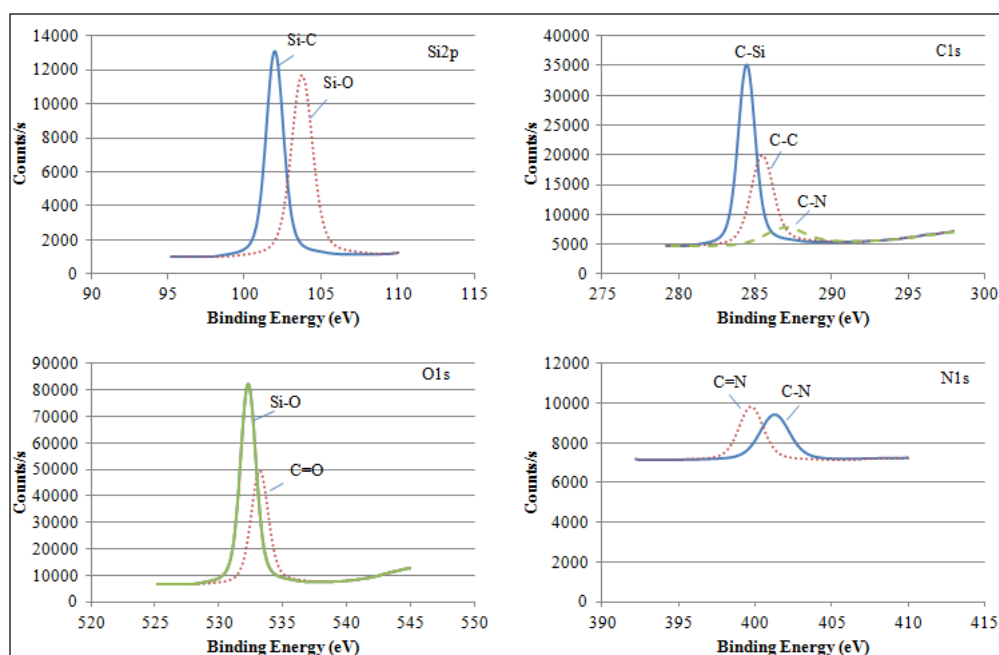 Si2p
Si-C
Si-O
Counts/s
14000
12000
10000
8000
6000
4000
2000
0
90 95 100 105 110 115
Binding Energy (eV)
C1s
C-Si
C-C
C-N
Counts/s
40000
35000
30000
25000
20000
15000
10000
5000
0
275 280 285 290 295 300
Binding Energy (eV)
O1s
Si-O
C=O
Counts/s
90000
80000
70000
60000
50000
40000
30000
20000
10000
0
520 525 530 535 540 545
Binding Energy (eV)
N1s
C=N
C-N
Counts/s
12000
10000
8000
6000
4000
2000
0
390 395 400 405 410 415
Binding Energy (eV)